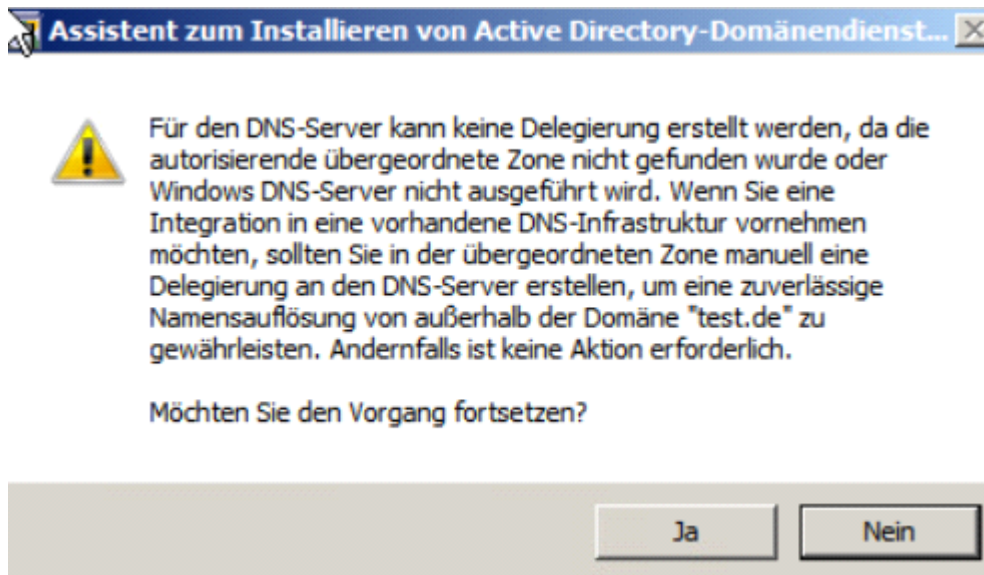 Assistent zum Installieren von Active Directory-Domänendienst...
Für den DNS-Server kann keine Delegierung erstellt werden, da die
autorisierende übergeordnete Zone nicht gefunden wurde oder
Windows DNS-Server nicht ausgeführt wird. Wenn Sie eine
Integration in eine vorhandene DNS-Infrastruktur vornehmen
möchten, sollten Sie in der übergeordneten Zone manuell eine
Delegierung an den DNS-Server erstellen, um eine zuverlässige
Namensauflösung von außerhalb der Domäne "test.de" zu
gewährleisten. Andernfalls ist keine Aktion erforderlich.
Möchten Sie den Vorgang fortsetzen?
Ja
Nein